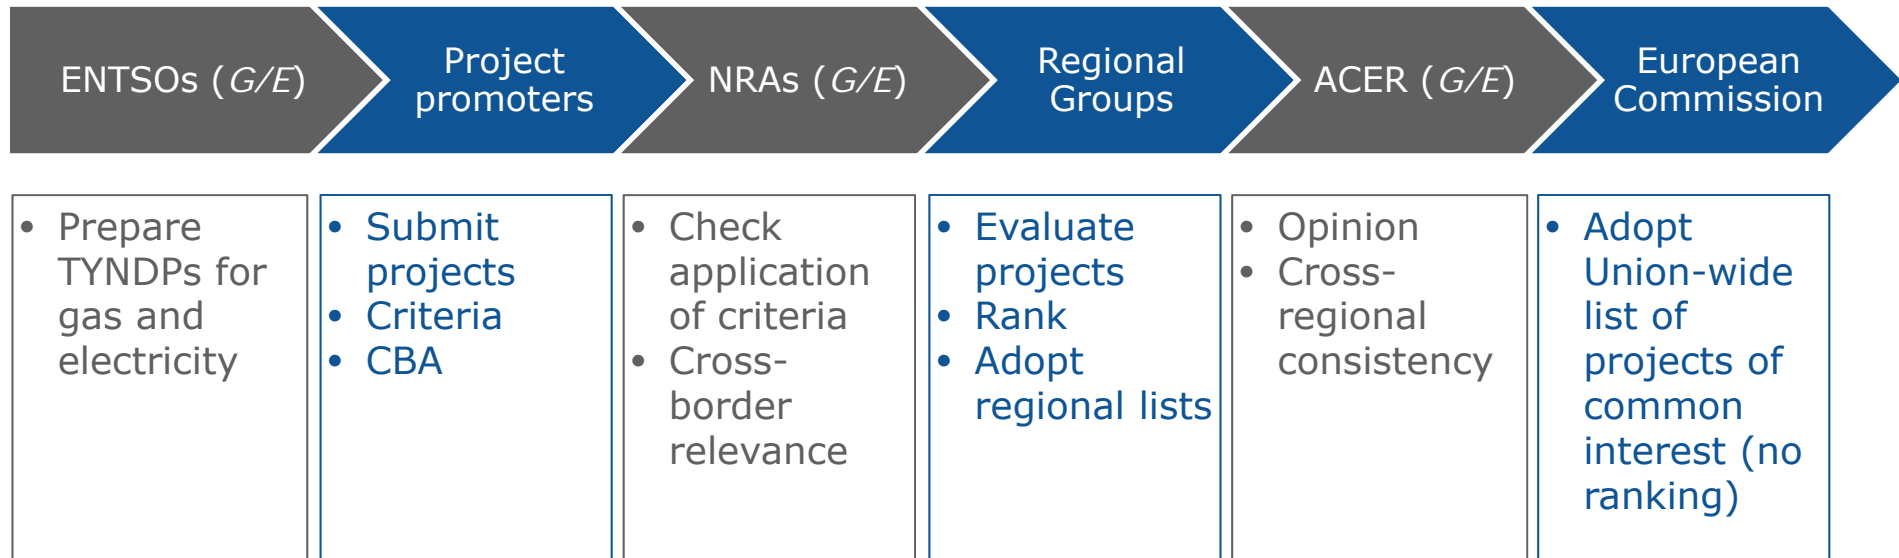 ENTSOs (G/E)
Project
promoters
NRAs (G/E)
Regional
Groups
ACER (G/E)
European
Commission
• Prepare
TYNDPs for
gas and
electricity
• Submit
projects
• Criteria
• CBA
• Check
application
of criteria
• Cross-
border
relevance
• Evaluate
projects
• Rank
• Adopt
regional lists
• Opinion
• Cross-
regional
consistency
• Adopt
Union-wide
list of
projects of
common
interest (no
ranking)